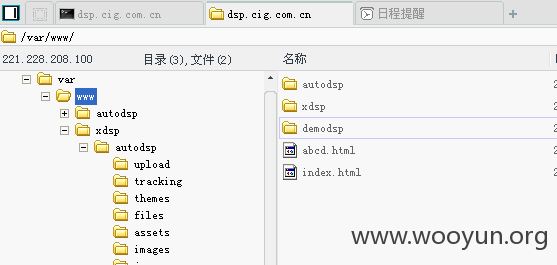 dsp.cig.com.cn
dsp.cig.com.cn
日程提醒
/var/www/
221.228.208.100
目录(3),文件(2)
名称
var
www
autodsp
xdsp
autodsp
upload
tracking
themes
files
assets
images
autodsp
xdsp
demodsp
abcd.html
index.html
www.wooyun.org